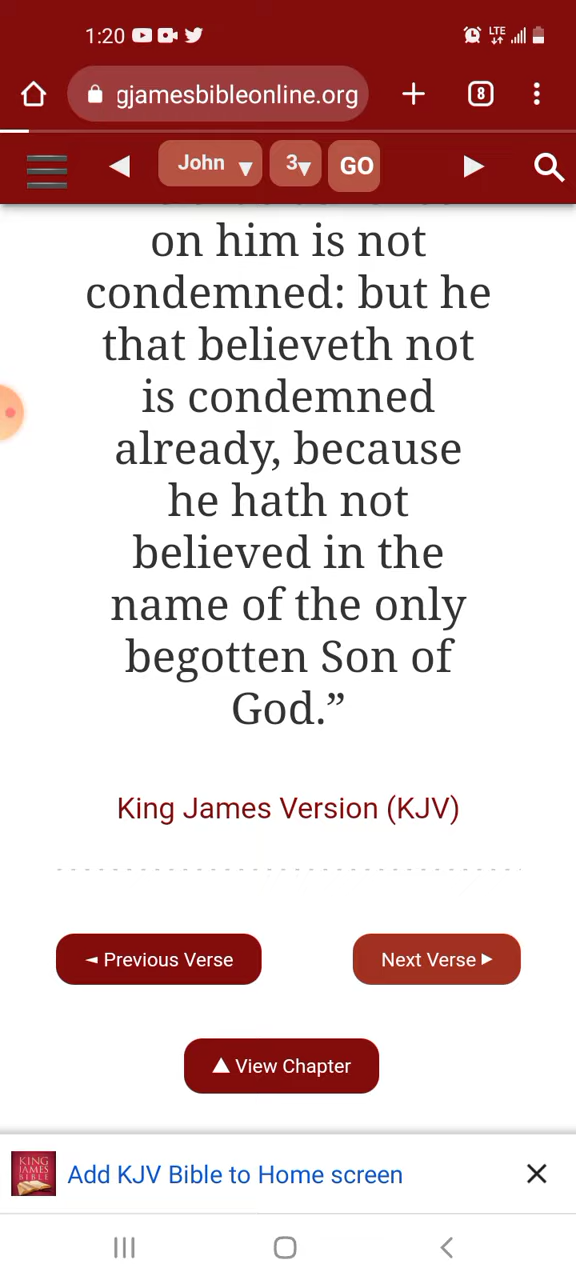 1:20
LTE
gjamesbibleonline.org
8
John
3
GO
on him is not
condemned: but he
that believeth not
is condemned
already, because
he hath not
believed in the
name of the only
begotten Son of
God.”
King James Version (KJV)
◄ Previous Verse
Next Verse ►
▲ View Chapter
KING
JAMES
BIBLE
Add KJV Bible to Home screen